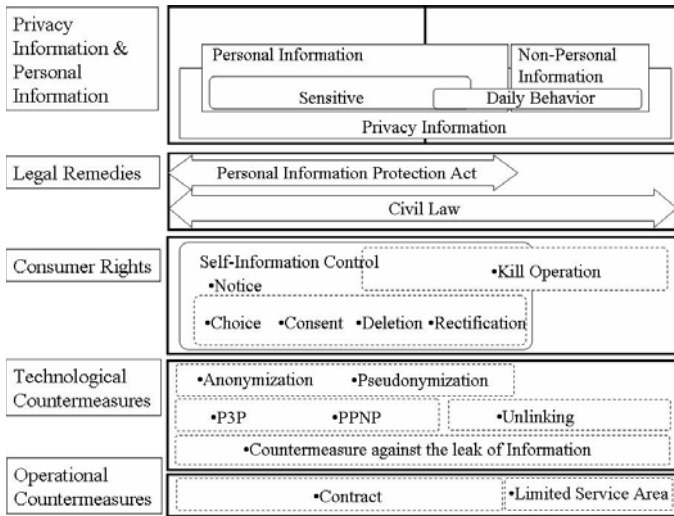 Privacy
Information &
Personal
Information
Personal Information
Non-Personal
Information
Sensitive
Daily Behavior
Privacy Information
Legal Remedies
Personal Information Protection Act
Civil Law
Consumer Rights
Self-Information Control
•Notice
•Kill Operation
•Choice •Consent •Deletion •Rectification
Technological
Countermeasures
•Anonymization •Pseudonymization
•P3P •PPNP •Unlinking
•Countermeasure against the leak of Information
Operational
Countermeasures
•Contract •Limited Service Area